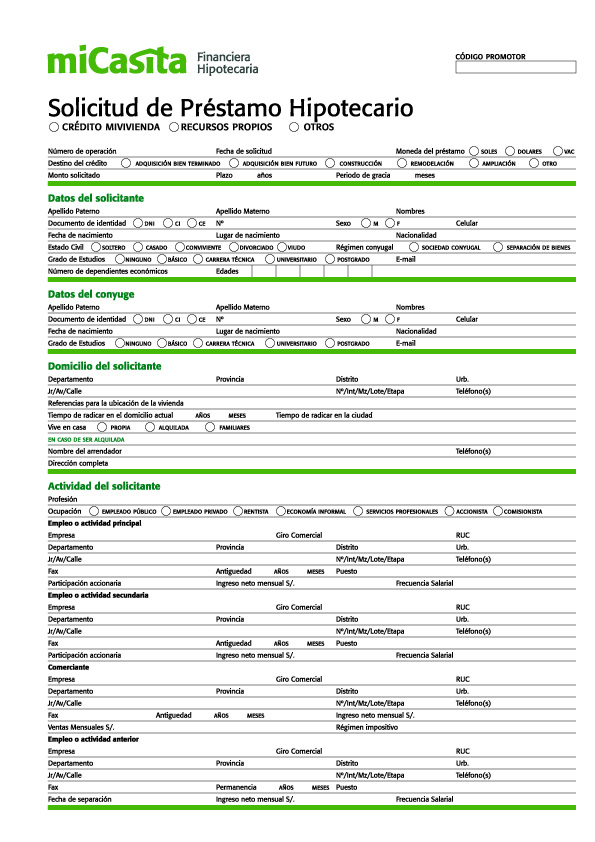 miCasita Financiera Hipotecaria
CÓDIGO PROMOTOR
Solicitud de Préstamo Hipotecario
CRÉDITO MIVIVIENDA RECURSOS PROPIOS OTROS
Número de operación Fecha de solicitud Moneda del préstamo SOLES DOLARES VAC
Destino del crédito ADQUISICIÓN BIEN TERMINADO ADQUISICIÓN BIEN FUTURO CONSTRUCCIÓN REMODELACIÓN AMPLIACIÓN OTRO
Monto solicitado Plazo años Periodo de gracia meses
Datos del solicitante
Apellido Paterno Apellido Materno Nombres
Documento de identidad DNI CI CE Nº Sexo M F Celular
Fecha de nacimiento Lugar de nacimiento Nacionalidad
Estado Civil SOLTERO CASADO CONVIVIENTE DIVORCIADO VIUDO Régimen conyugal SOCIEDAD CONYUGAL SEPARACIÓN DE BIENES
Grado de Estudios NINGUNO BÁSICO CARRERA TÉCNICA UNIVERSITARIO POSTGRADO E-mail
Número de dependientes económicos Edades
Datos del conyuge
Apellido Paterno Apellido Materno Nombres
Documento de identidad DNI CI CE Nº Sexo M F Celular
Fecha de nacimiento Lugar de nacimiento Nacionalidad
Grado de Estudios NINGUNO BÁSICO CARRERA TÉCNICA UNIVERSITARIO POSTGRADO E-mail
Domicilio del solicitante
Departamento Provincia Distrito Urb.
Jr/Av/Calle Nº/Int/Mz/Lote/Etapa Teléfono(s)
Referencias para la ubicación de la vivienda
Tiempo de radicar en el domicilio actual AÑOS MESES Tiempo de radicar en la ciudad
Vive en casa PROPIA ALQUILADA FAMILIARES
EN CASO DE SER ALQUILADA
Nombre del arrendador Teléfono(s)
Dirección completa
Actividad del solicitante
Profesión
Ocupación EMPLEADO PÚBLICO EMPLEADO PRIVADO RENTISTA ECONOMÍA INFORMAL SERVICIOS PROFESIONALES ACCIONISTA COMISIONISTA
Empleo o actividad principal
Empresa Giro Comercial RUC
Departamento Provincia Distrito Urb.
Jr/Av/Calle Nº/Int/Mz/Lote/Etapa Teléfono(s)
Fax Antiguedad AÑOS MESES Puesto
Participación accionaria Ingreso neto mensual S/. Frecuencia Salarial
Empleo o actividad secundaria
Empresa Giro Comercial RUC
Departamento Provincia Distrito Urb.
Jr/Av/Calle Nº/Int/Mz/Lote/Etapa Teléfono(s)
Fax Antiguedad AÑOS MESES Puesto
Participación accionaria Ingreso neto mensual S/. Frecuencia Salarial
Comerciante
Empresa Giro Comercial RUC
Departamento Provincia Distrito Urb.
Jr/Av/Calle Nº/Int/Mz/Lote/Etapa Teléfono(s)
Fax Antiguedad AÑOS MESES Ingreso neto mensual S/.
Ventas Mensuales S/. Régimen impositivo
Empleo o actividad anterior
Empresa Giro Comercial RUC
Departamento Provincia Distrito Urb.
Jr/Av/Calle Nº/Int/Mz/Lote/Etapa Teléfono(s)
Fax Permanencia AÑOS MESES Puesto
Fecha de separación Ingreso neto mensual S/. Frecuencia Salarial